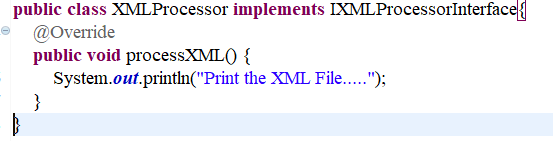 public class XMLProcessor implements IXMLProcessorInterface{
@Override
public void processXML() {
System.out.println("Print the XML File.....");
}
}